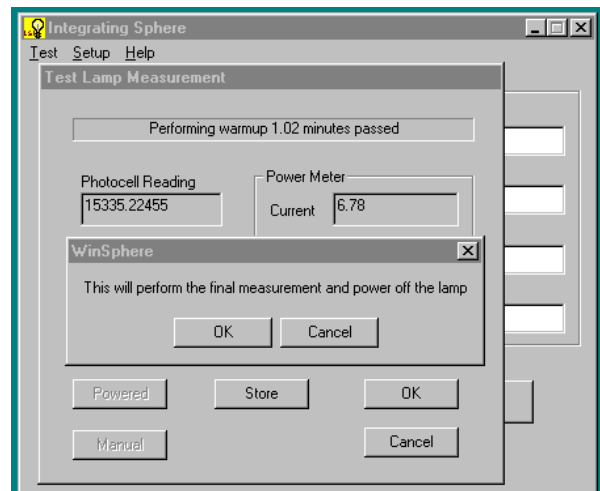 Integrating Sphere
Test Setup Help
Test Lamp Measurement
Performing warmup 1.02 minutes passed
Photocell Reading
15335.22455
Power Meter
Current 6.78
WinSphere
This will perform the final measurement and power off the lamp
OK Cancel
Powered Store OK
Manual Cancel